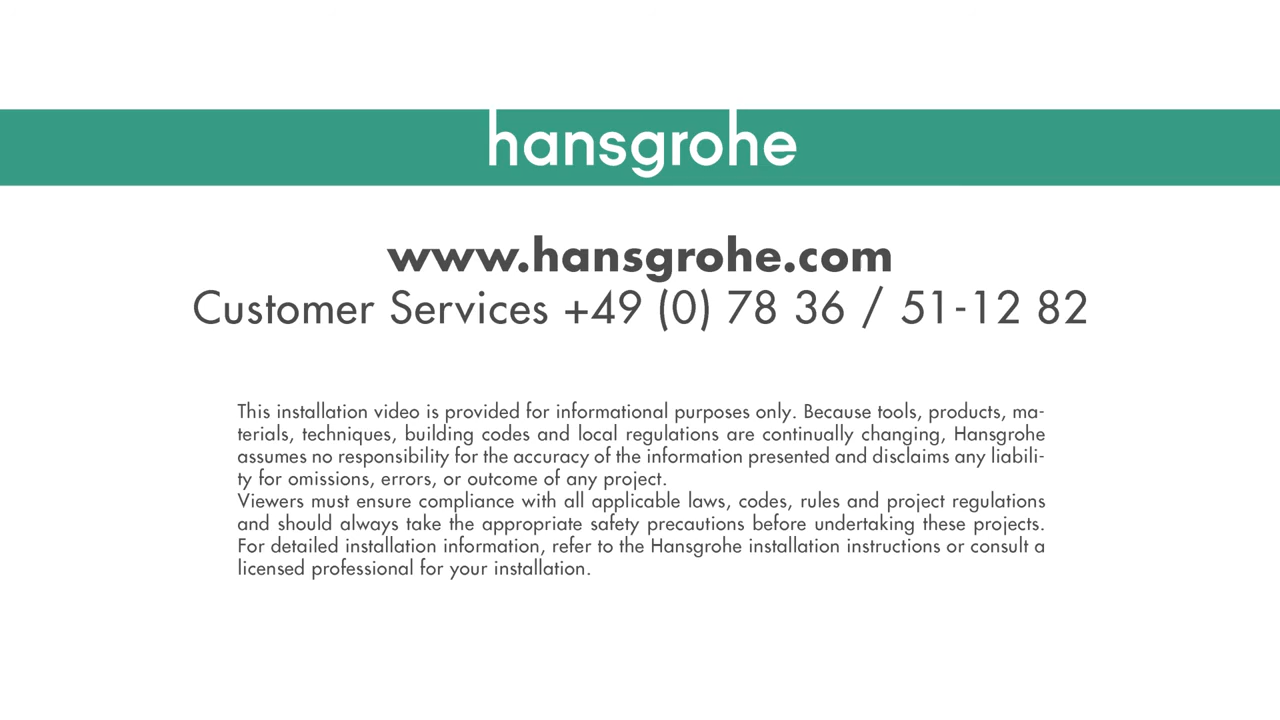 hansgrohe
www.hansgrohe.com
Customer Services +49 (0) 78 36 / 51-12 82
This installation video is provided for informational purposes only. Because tools, products, ma-
terials, techniques, building codes and local regulations are continually changing, Hansgrohe
assumes no responsibility for the accuracy of the information presented and disclaims any liabili-
ty for omissions, errors, or outcome of any project.
Viewers must ensure compliance with all applicable laws, codes, rules and project regulations
and should always take the appropriate safety precautions before undertaking these projects.
For detailed installation information, refer to the Hansgrohe installation instructions or consult a
licensed professional for your installation.